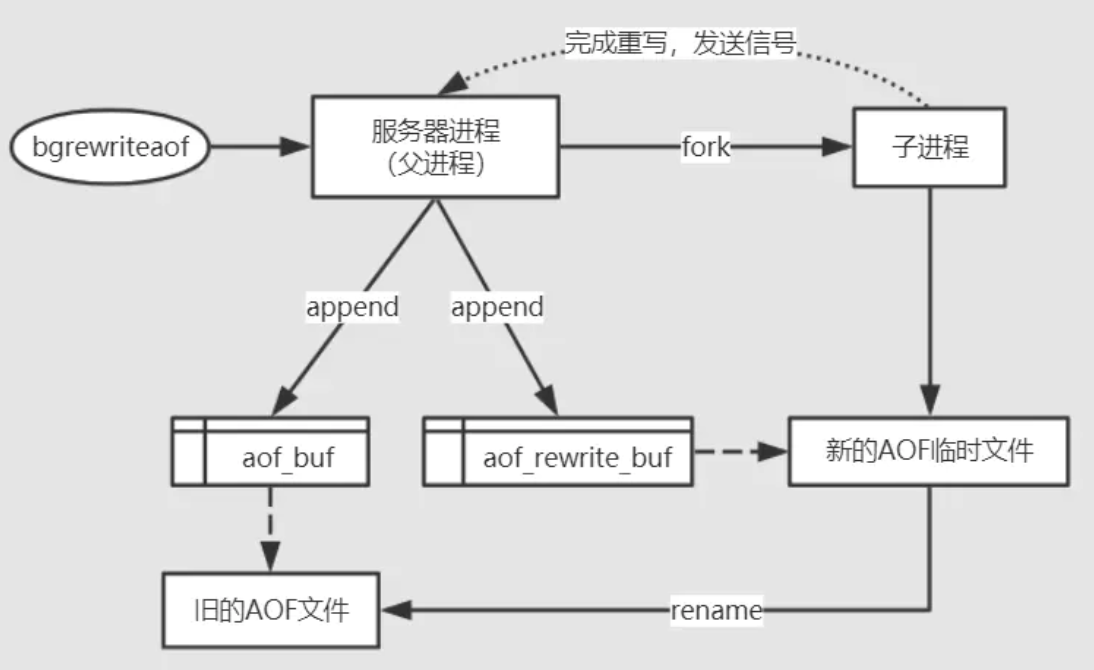 完成重写，发送信号
bgrewriteaof
服务器进程
（父进程）
fork
子进程
append
append
aof_buf
aof_rewrite_buf
新的AOF临时文件
旧的AOF文件
rename